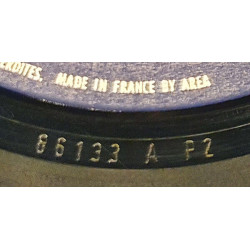 ERDITES. MADE IN FRANCE BY AREA
86133 A F2